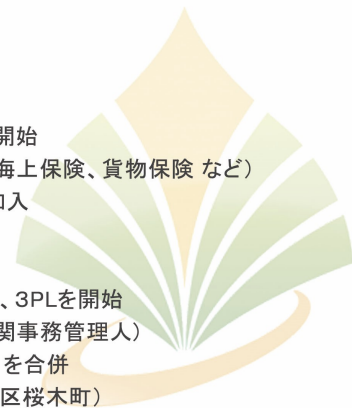 開始
海上保険、貨物保険 など）
入
、3PLを開始
関事務管理人）
を合併
区桜木町）